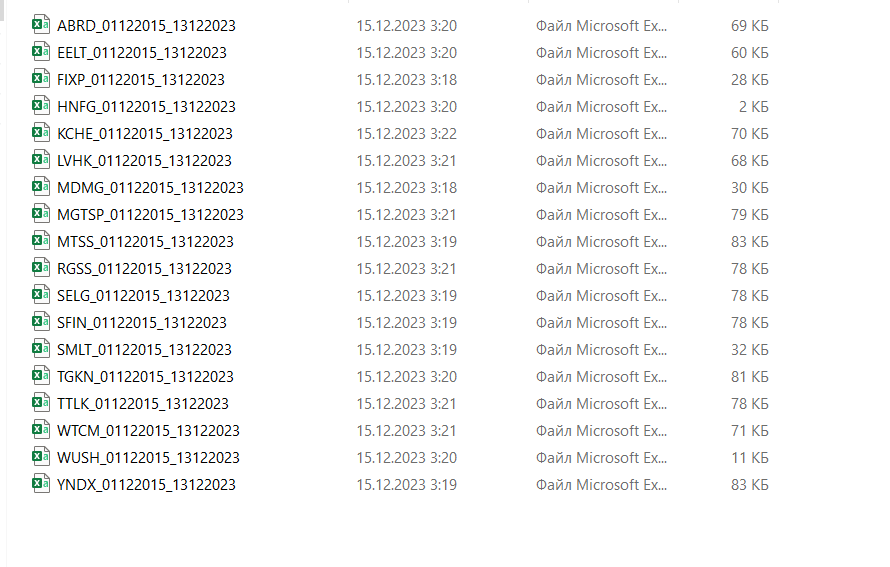 ABRD_01122015_13122023 15.12.2023 3:20 Файл Microsoft Ex... 69 КБ
EELT_01122015_13122023 15.12.2023 3:20 Файл Microsoft Ex... 60 КБ
FIXP_01122015_13122023 15.12.2023 3:18 Файл Microsoft Ex... 28 КБ
HNFG_01122015_13122023 15.12.2023 3:20 Файл Microsoft Ex... 2 КБ
KCHE_01122015_13122023 15.12.2023 3:22 Файл Microsoft Ex... 70 КБ
LVHK_01122015_13122023 15.12.2023 3:21 Файл Microsoft Ex... 68 КБ
MDMG_01122015_13122023 15.12.2023 3:18 Файл Microsoft Ex... 30 КБ
MGTSP_01122015_13122023 15.12.2023 3:21 Файл Microsoft Ex... 79 КБ
MTSS_01122015_13122023 15.12.2023 3:19 Файл Microsoft Ex... 83 КБ
RGSS_01122015_13122023 15.12.2023 3:21 Файл Microsoft Ex... 78 КБ
SELG_01122015_13122023 15.12.2023 3:19 Файл Microsoft Ex... 78 КБ
SFIN_01122015_13122023 15.12.2023 3:19 Файл Microsoft Ex... 78 КБ
SMLT_01122015_13122023 15.12.2023 3:19 Файл Microsoft Ex... 32 КБ
TGKN_01122015_13122023 15.12.2023 3:20 Файл Microsoft Ex... 81 КБ
TTLK_01122015_13122023 15.12.2023 3:21 Файл Microsoft Ex... 78 КБ
WTCM_01122015_13122023 15.12.2023 3:21 Файл Microsoft Ex... 71 КБ
WUSH_01122015_13122023 15.12.2023 3:20 Файл Microsoft Ex... 11 КБ
YNDX_01122015_13122023 15.12.2023 3:19 Файл Microsoft Ex... 83 КБ